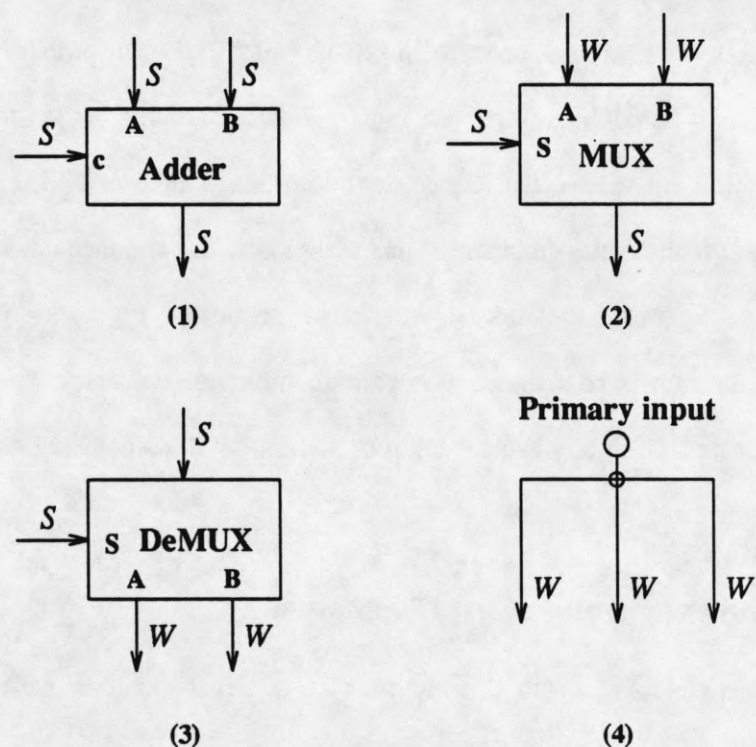 S S
S
A B
c
Adder
S
(1)
W W
S
A B
S
MUX
S
(2)
S
S
S DeMUX
A B
W W
(3)
Primary input
W W W
(4)